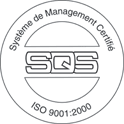 Système de Management Certifié
SQS
ISO 9001:2000